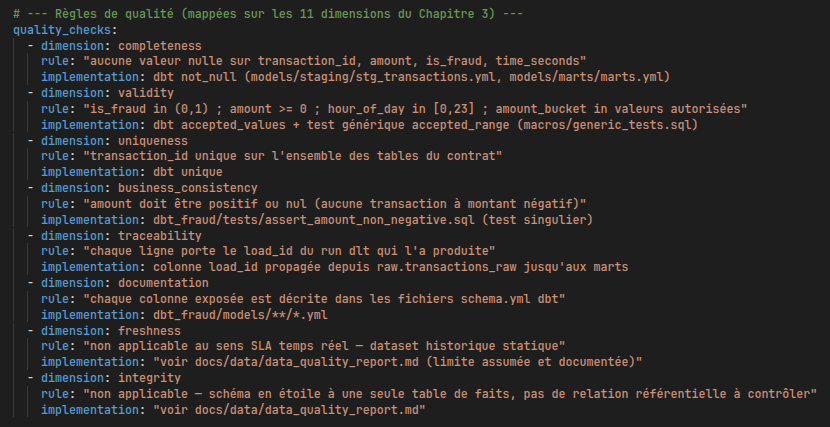 # --- Règles de qualité (mappées sur les 11 dimensions du Chapitre 3) ---
quality_checks:
  - dimension: completeness
    rule: "aucune valeur nulle sur transaction_id, amount, is_fraud, time_seconds"
    implementation: dbt not_null (models/staging/stg_transactions.yml, models/marts/marts.yml)
  - dimension: validity
    rule: "is_fraud in (0,1) ; amount >= 0 ; hour_of_day in [0,23] ; amount_bucket in valeurs autorisées"
    implementation: dbt accepted_values + test générique accepted_range (macros/generic_tests.sql)
  - dimension: uniqueness
    rule: "transaction_id unique sur l'ensemble des tables du contrat"
    implementation: dbt unique
  - dimension: business_consistency
    rule: "amount doit être positif ou nul (aucune transaction à montant négatif)"
    implementation: dbt_fraud/tests/assert_amount_non_negative.sql (test singulier)
  - dimension: traceability
    rule: "chaque ligne porte le load_id du run dlt qui l'a produite"
    implementation: colonne load_id propagée depuis raw.transactions_raw jusqu'aux marts
  - dimension: documentation
    rule: "chaque colonne exposée est décrite dans les fichiers schema.yml dbt"
    implementation: dbt_fraud/models/**/*.yml
  - dimension: freshness
    rule: "non applicable au sens SLA temps réel — dataset historique statique"
    implementation: "voir docs/data/data_quality_report.md (limite assumée et documentée)"
  - dimension: integrity
    rule: "non applicable — schéma en étoile à une seule table de faits, pas de relation référentielle à contrôler"
    implementation: "voir docs/data/data_quality_report.md"